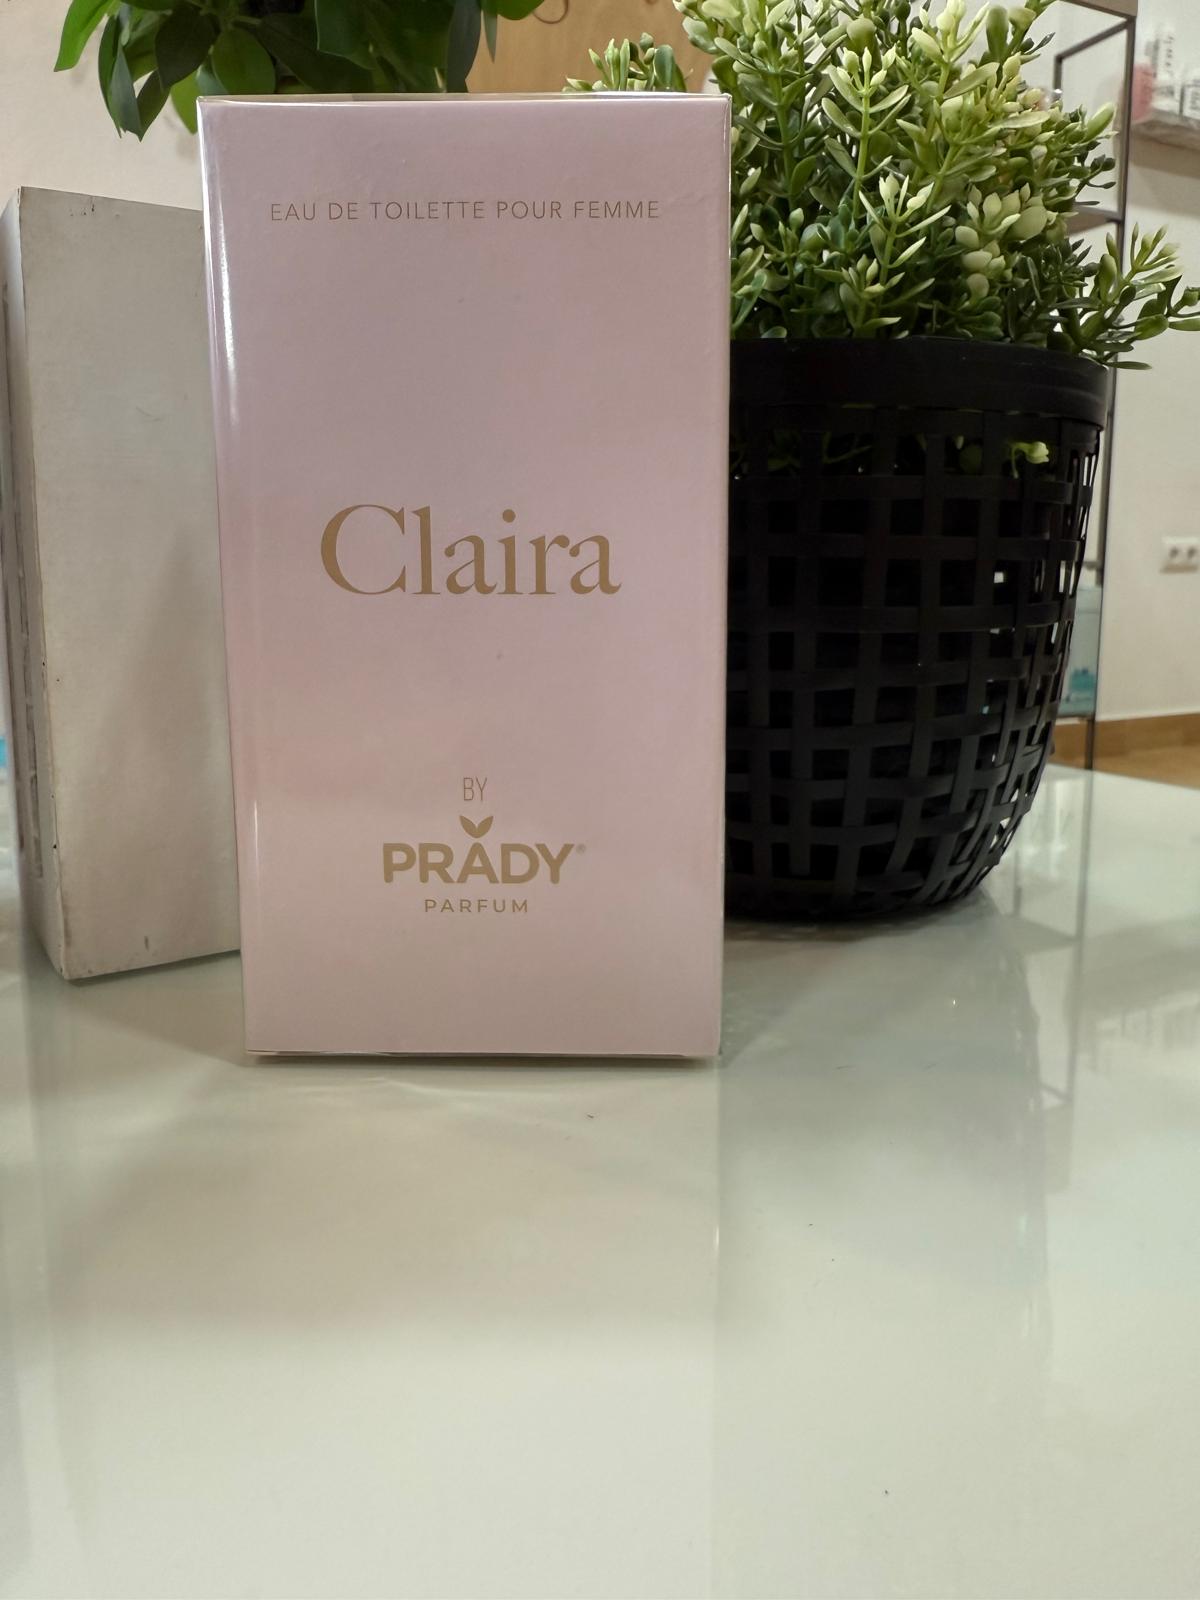 EAU DE TOILETTE POUR FEMME
Claira
BY
PRADY®
PARFUM